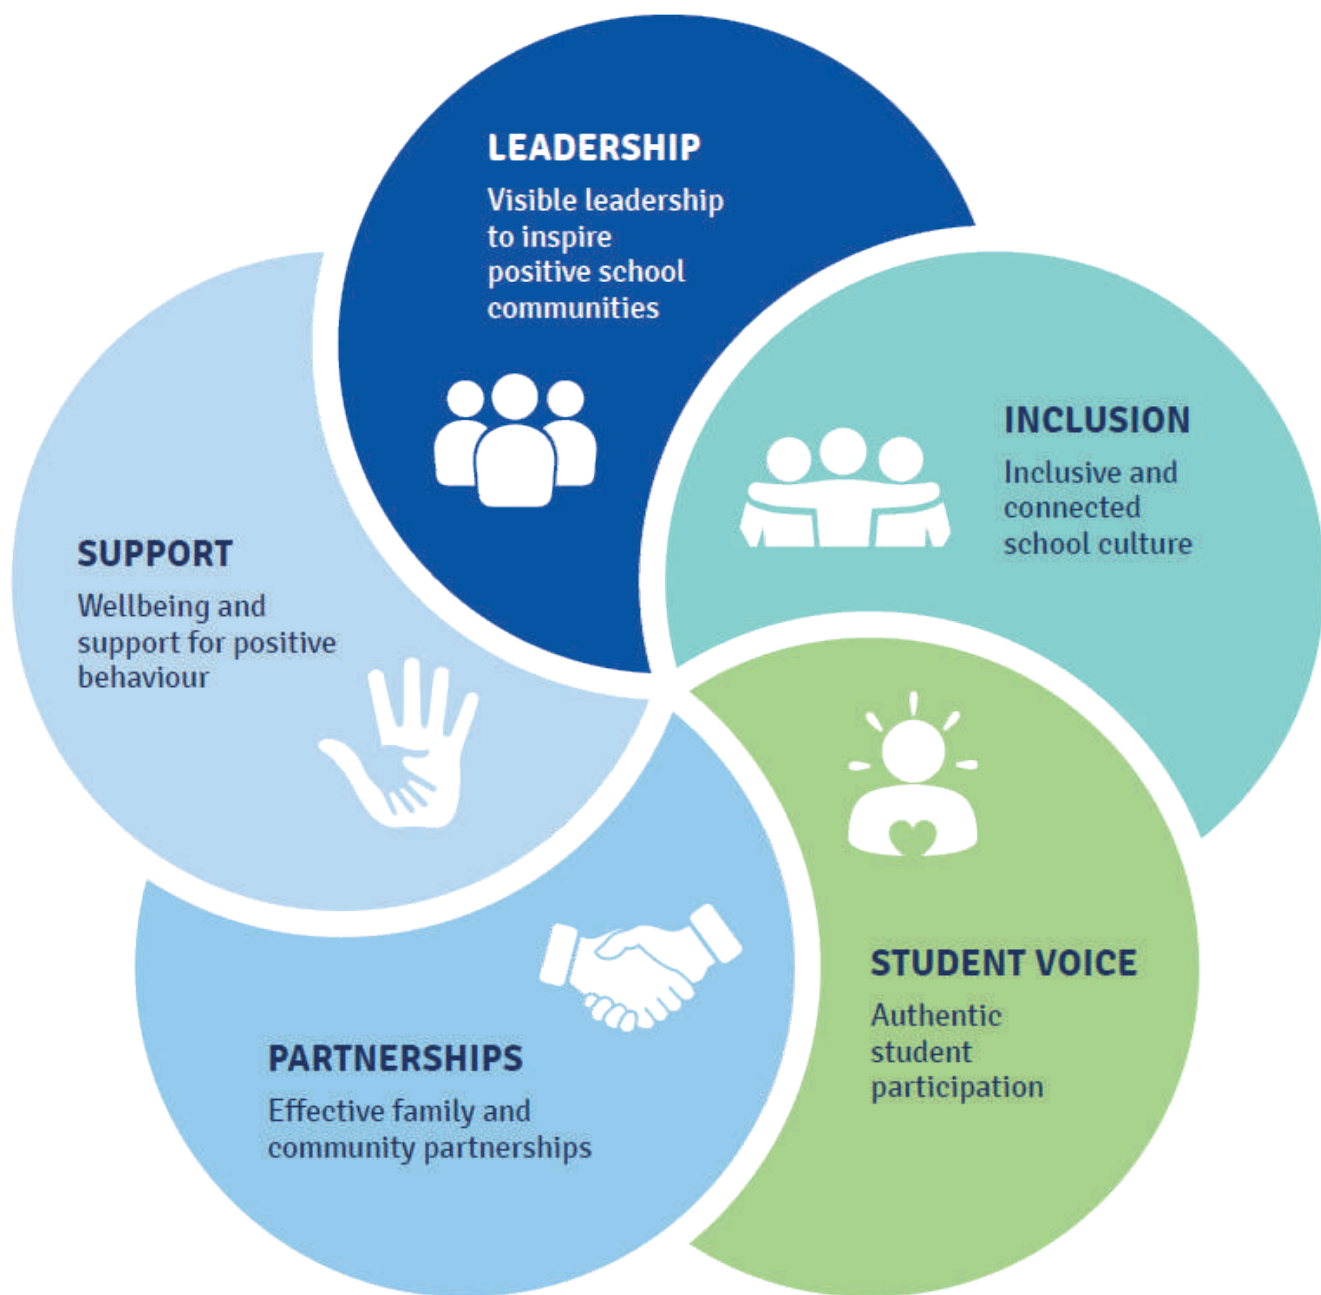 LEADERSHIP
Visible leadership
to inspire
positive school
communities
INCLUSION
Inclusive and
connected
school culture
STUDENT VOICE
Authentic
student
participation
PARTNERSHIPS
Effective family and
community partnerships
SUPPORT
Wellbeing and
support for positive
behaviour